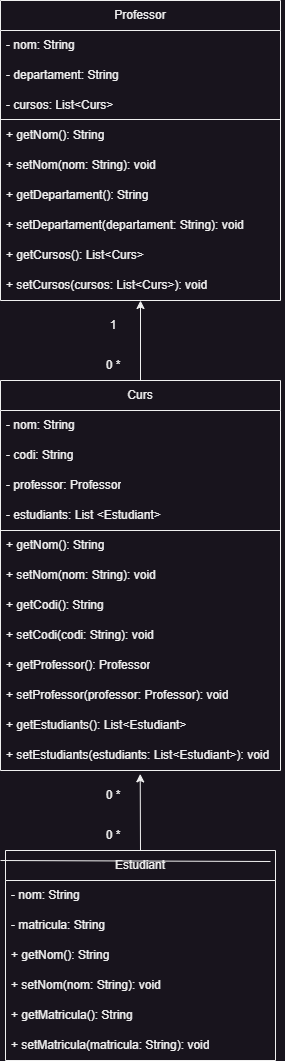 Professor
- nom: String
- departament: String
- cursos: List<Curs>
+ getNom(): String
+ setNom(nom: String): void
+ getDepartament(): String
+ setDepartament(departament: String): void
+ getCursos(): List<Curs>
+ setCursos(cursos: List<Curs>): void
1
0 *
Curs
- nom: String
- codi: String
- professor: Professor
- estudiants: List <Estudiant>
+ getNom(): String
+ setNom(nom: String): void
+ getCodi(): String
+ setCodi(codi: String): void
+ getProfessor(): Professor
+ setProfessor(professor: Professor): void
+ getEstudiants(): List<Estudiant>
+ setEstudiants(estudiants: List<Estudiant>): void
0 *
0 *
Estudiant
- nom: String
- matricula: String
+ getNom(): String
+ setNom(nom: String): void
+ getMatricula(): String
+ setMatricula(matricula: String): void